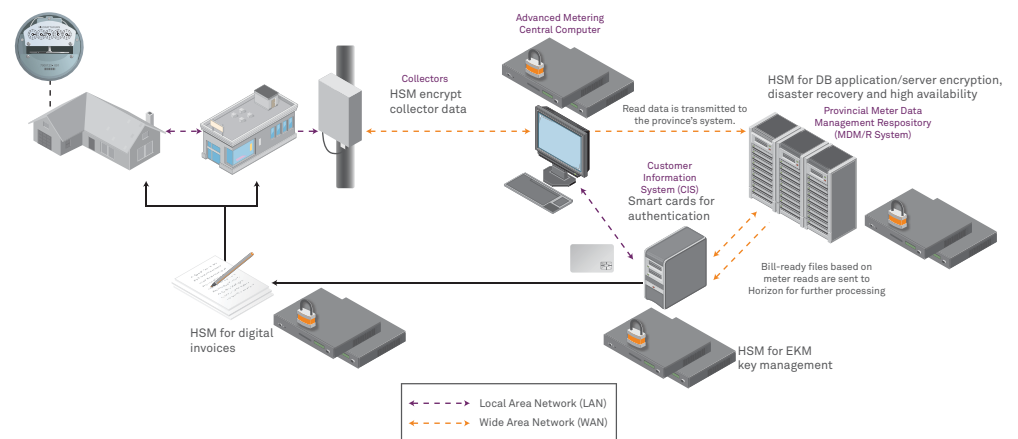 Advanced Metering
Central Computer
Collectors
HSM encrypt
collector data
Read data is transmitted to
the province's system.
HSM for DB application/server encryption,
disaster recovery and high availability
Provincial Meter Data
Management Respository
(MDM/R System)
Customer
Information
System (CIS)
Smart cards for
authentication
Bill-ready files based on
meter reads are sent to
Horizon for further processing
HSM for digital
invoices
HSM for EKM
key management
Local Area Network (LAN)
Wide Area Network (WAN)